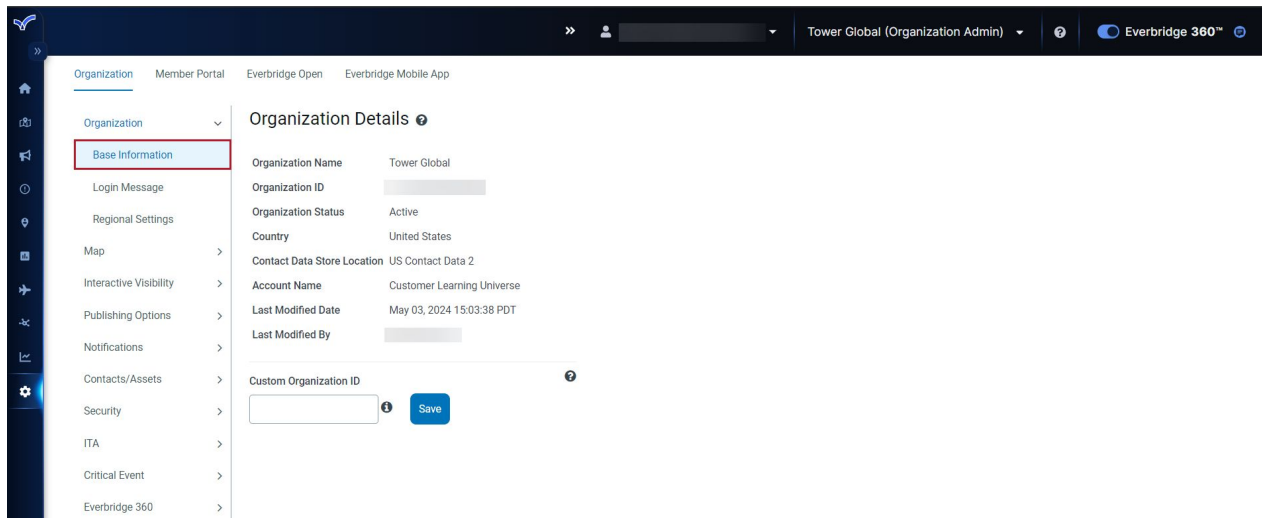 Tower Global (Organization Admin)
Everbridge 360™
Organization
Member Portal
Everbridge Open
Everbridge Mobile App
Organization
Base Information
Login Message
Regional Settings
Map
Interactive Visibility
Publishing Options
Notifications
Contacts/Assets
Security
ITA
Critical Event
Everbridge 360
Organization Details
Organization Name Tower Global
Organization ID
Organization Status Active
Country United States
Contact Data Store Location US Contact Data 2
Account Name Customer Learning Universe
Last Modified Date May 03, 2024 15:03:38 PDT
Last Modified By
Custom Organization ID
Save